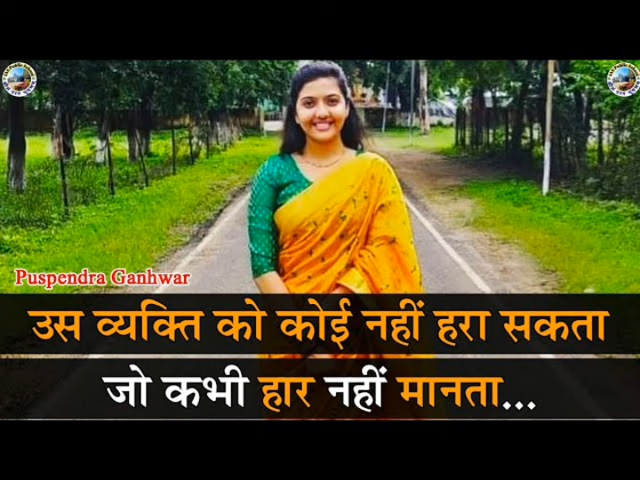 Puspendra Ganhwar
उस व्यक्ति को कोई नहीं हरा सकता
जो कभी हार नहीं मानता...